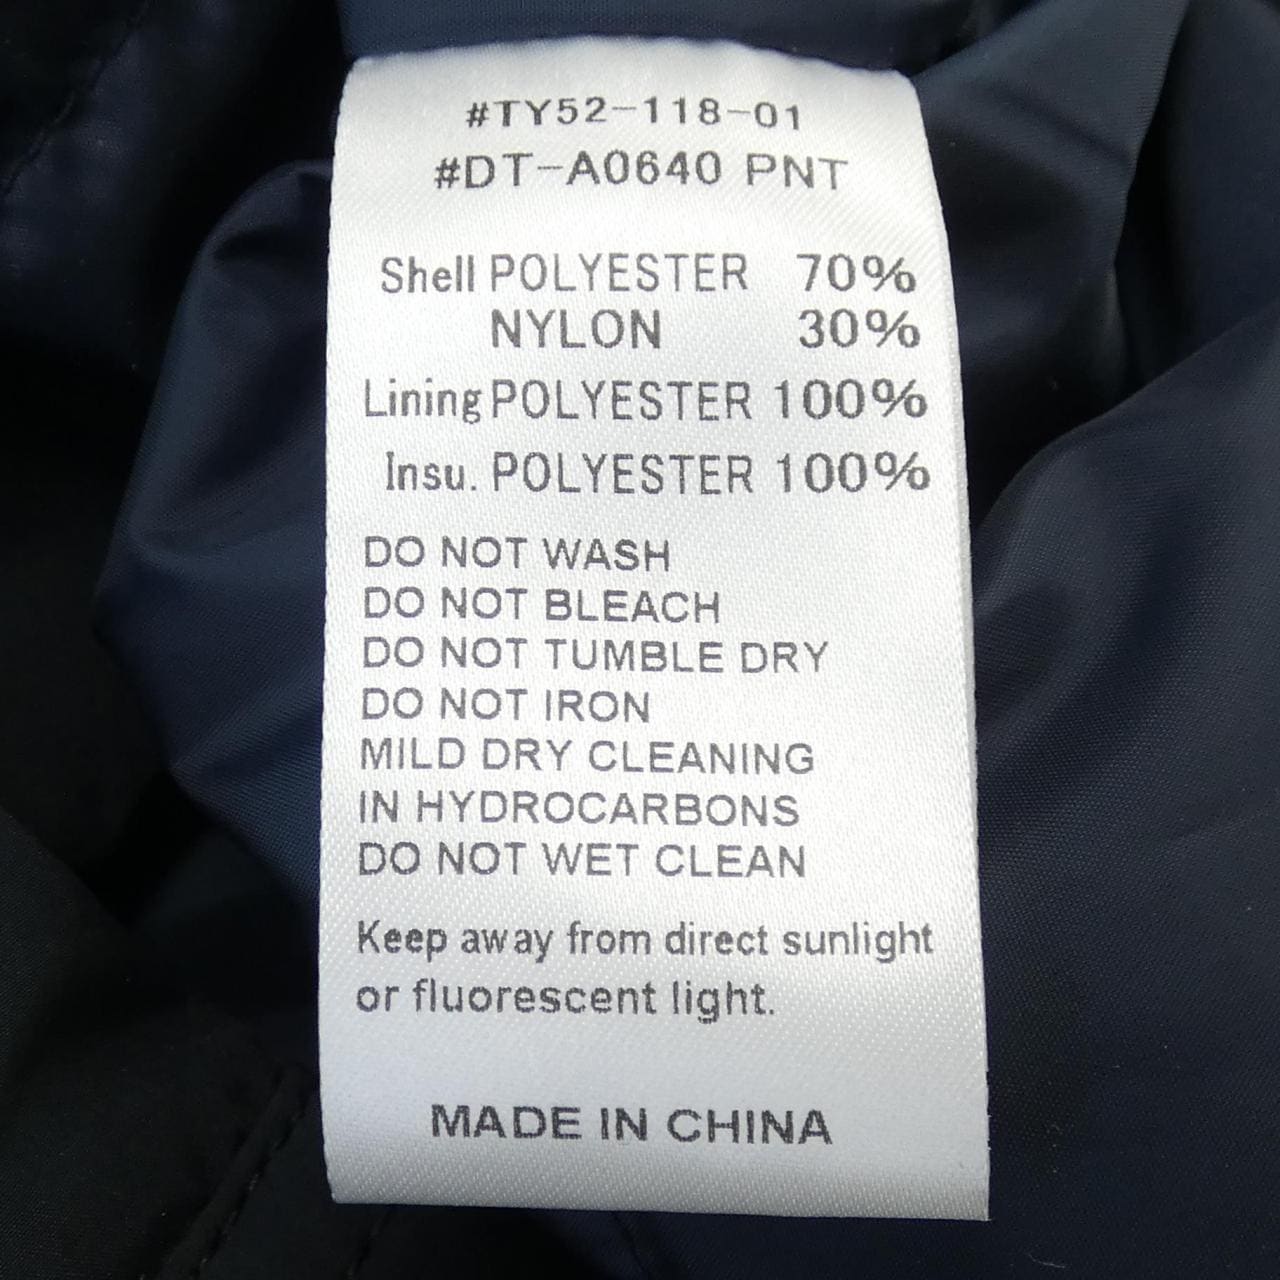 #TY52-118-01
#DT-A0640 PNT
Shell POLYESTER 70%
NYLON 30%
Lining POLYESTER 100%
Insu. POLYESTER 100%
DO NOT WASH
DO NOT BLEACH
DO NOT TUMBLE DRY
DO NOT IRON
MILD DRY CLEANING
IN HYDROCARBONS
DO NOT WET CLEAN
Keep away from direct sunlight
or fluorescent light.
MADE IN CHINA